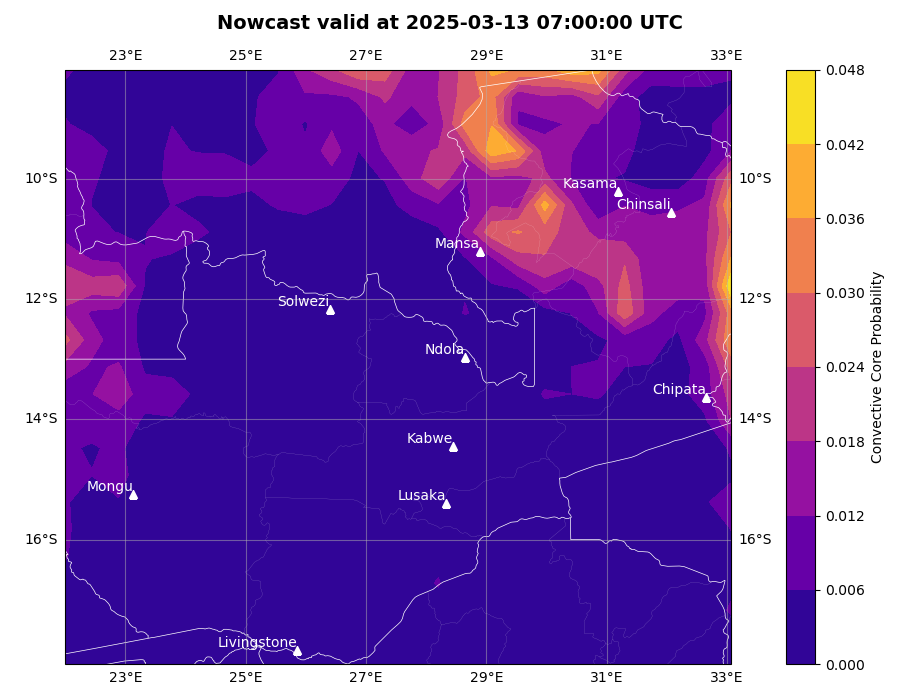 Nowcast valid at 2025-03-13 07:00:00 UTC
23°E 25°E 27°E 29°E 31°E 33°E
0.048
0.042
10°S 10°S
Kasama
Chinsali
0.036
Mansa
12°S 12°S
Solwezi
0.030
Ndola
0.024
Chipata
14°S 14°S
Kabwe
0.018
Mongu
Lusaka
0.012
16°S 16°S
0.006
Livingstone
0.000
23°E 25°E 27°E 29°E 31°E 33°E
Convective Core Probability